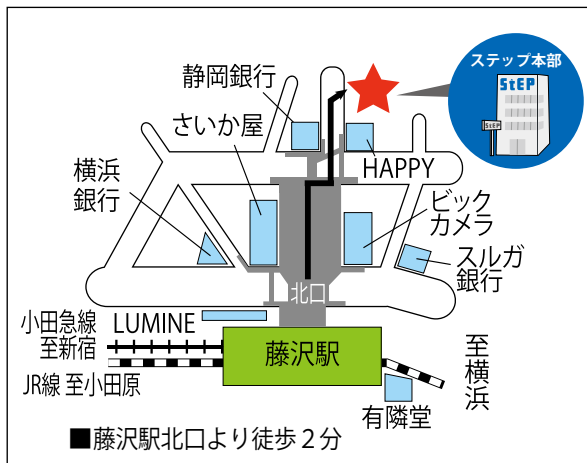 ステップ本部
StEP
StEP
静岡銀行
さいか屋
横浜
銀行
HAPPY
ビック
カメラ
スルガ
銀行
北口
小田急線
至新宿
LUMINE
藤沢駅
JR線 至小田原
至横浜
有隣堂
■藤沢駅北口より徒歩２分